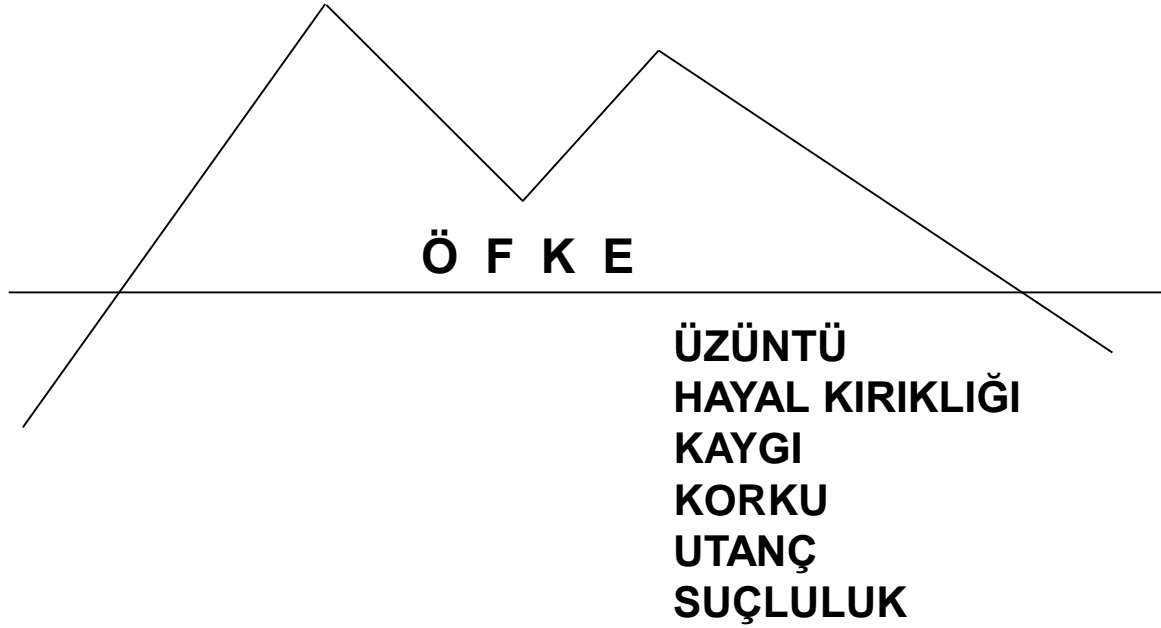 Ö F K E
ÜZÜNTÜ
HAYAL KIRIKLIĞI
KAYGI
KORKU
UTANÇ
SUÇLULUK